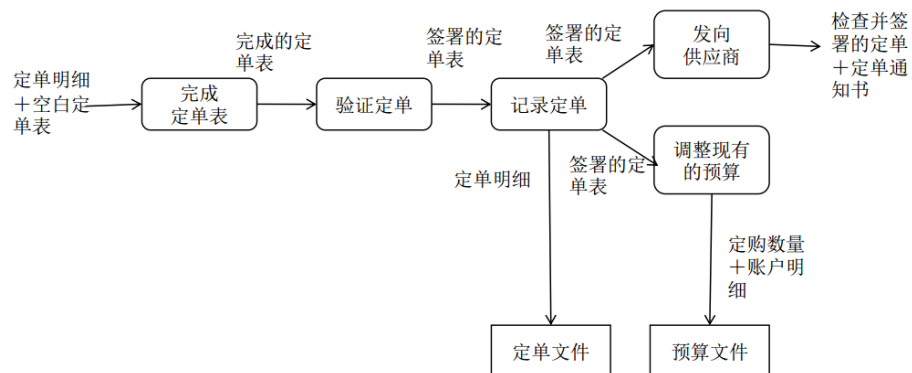 定单明细
＋空白定
单表
完成
定单表
完成的定
单表
验证定单
签署的定
单表
记录定单
签署的定
单表
发向
供应商
检查并签
署的定单
＋定单通
知书
定单明细
签署的定
单表
调整现有
的预算
定购数量
＋账户明
细
定单文件
预算文件